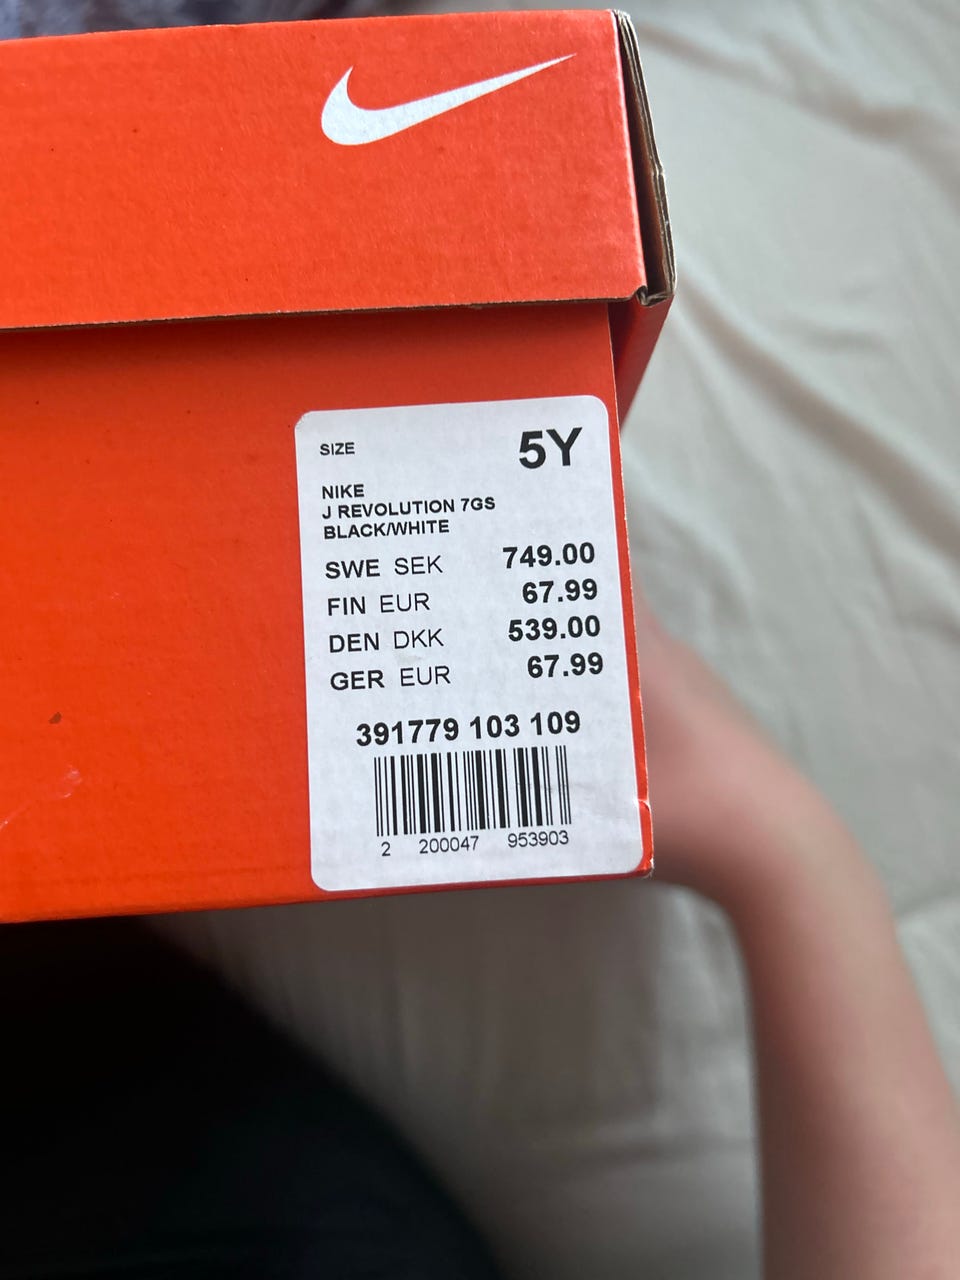 SIZE 5Y
NIKE
J REVOLUTION 7GS
BLACK/WHITE
SWE SEK 749.00
FIN EUR 67.99
DEN DKK 539.00
GER EUR 67.99
391779 103 109
2 200047 953903